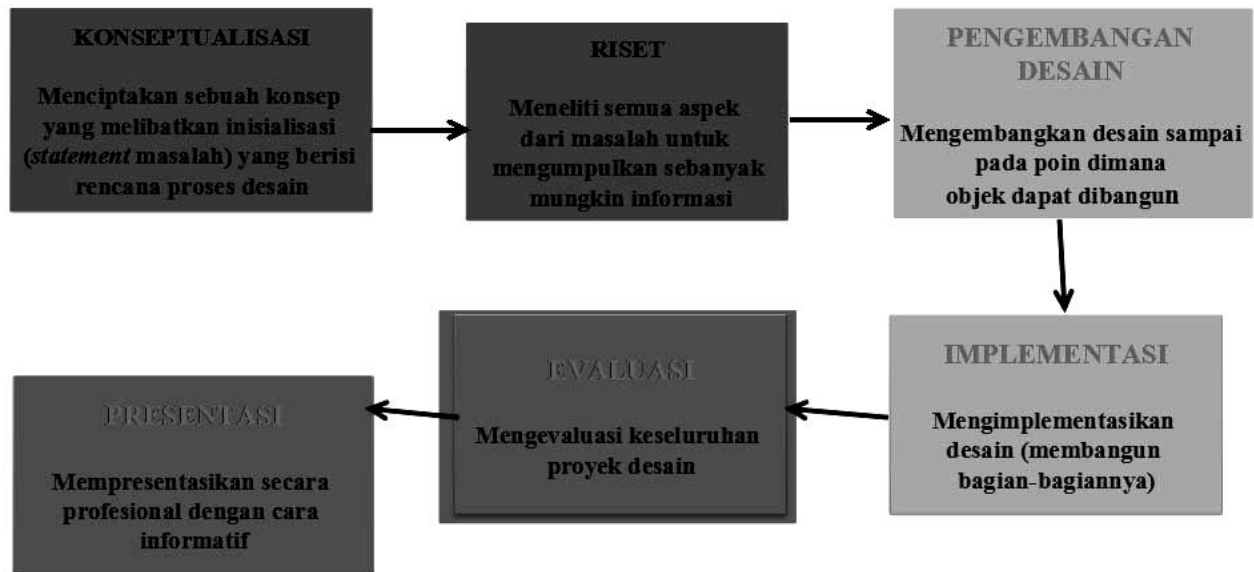 KONSEPTUALISASI
Menciptakan sebuah konsep
yang melibatkan inisialisasi
(statement masalah) yang berisi
rencana proses desain
RISET
Meneliti semua aspek
dari masalah untuk
mengumpulkan sebanyak
mungkin informasi
PENGEMBANGAN
DESAIN
Mengembangkan desain sampai
pada poin dimana
objek dapat dibangun
IMPLEMENTASI
Mengimplementasikan
desain (membangun
bagian-bagiannya)
EVALUASI
Mengevaluasi keseluruhan
proyek desain
PRESENTASI
Mempresentasikan secara
profesional dengan cara
informatif